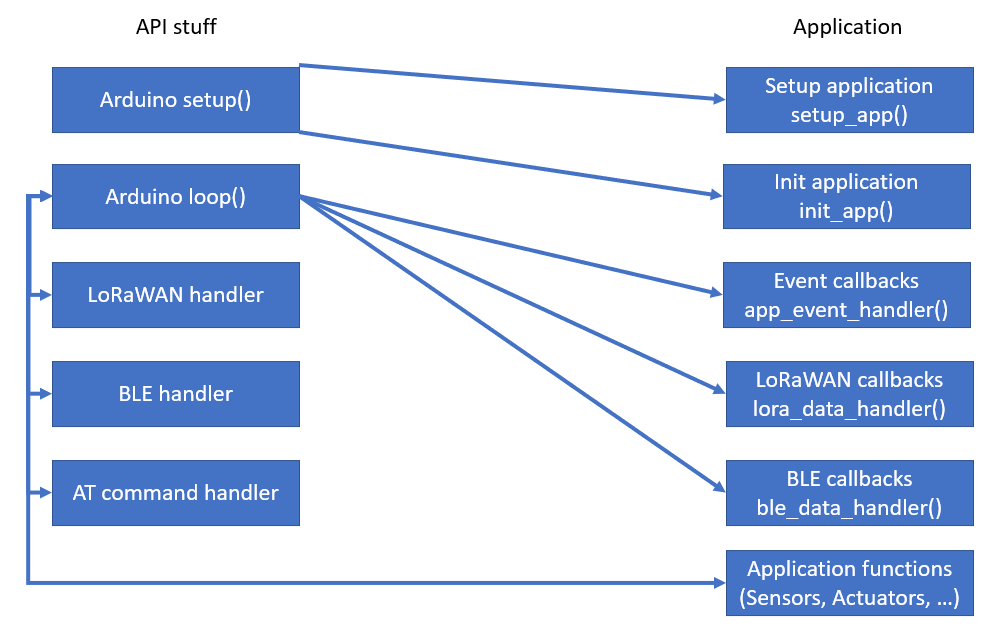 API stuff
Application
Arduino setup()
Setup application
setup_app()
Arduino loop()
Init application
init_app()
LoRaWAN handler
Event callbacks
app_event_handler()
BLE handler
LoRaWAN callbacks
lora_data_handler()
AT command handler
BLE callbacks
ble_data_handler()
Application functions
(Sensors, Actuators, ...)